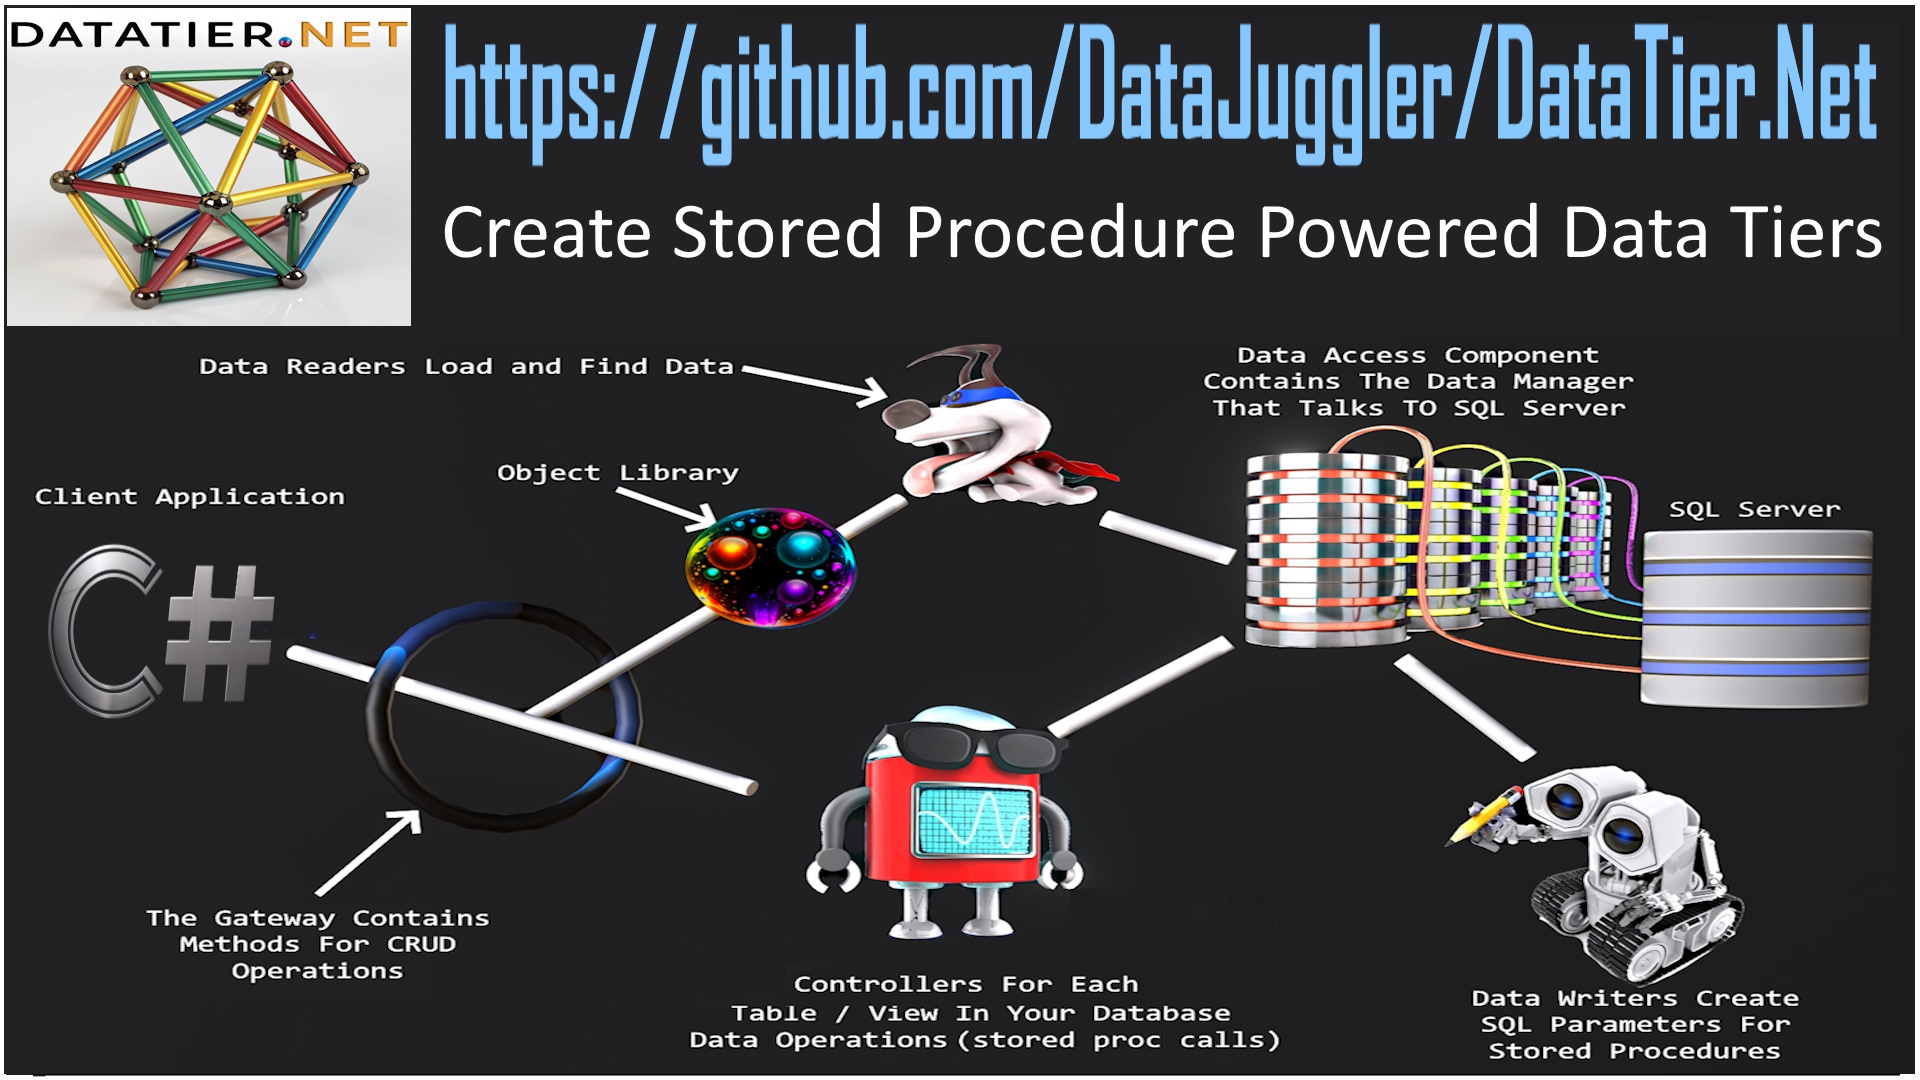 DATATIER.NET
https://github.com/DataJuggler/DataTier.Net
Create Stored Procedure Powered Data Tiers
Data Readers Load and Find Data
Data Access Component
Contains The Data Manager
That Talks TO SQL Server
Object Library
Client Application
SQL Server
C#
The Gateway Contains
Methods For CRUD
Operations
Controllers For Each
Table / View In Your Database
Data Operations (stored proc calls)
Data Writers Create
SQL Parameters For
Stored Procedures